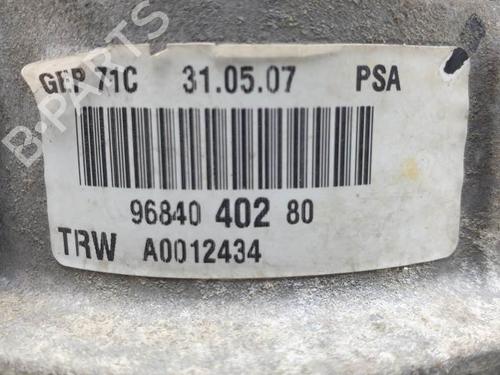 GEP 71C 31.05.07 PSA
96840 402 80
TRW A0012434
B-PARTS